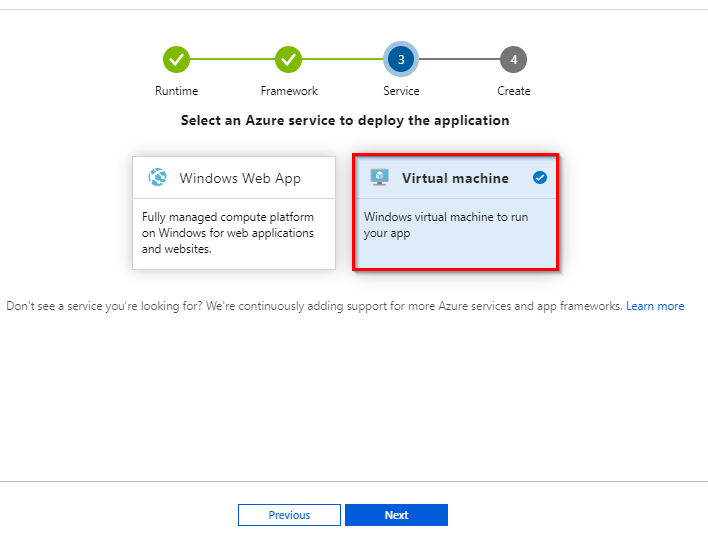 3
4
Runtime
Framework
Service
Create
Select an Azure service to deploy the application
Windows Web App
Fully managed compute platform
on Windows for web applications
and websites.
Virtual machine
Windows virtual machine to run
your app
Don't see a service you're looking for? We're continuously adding support for more Azure services and app frameworks. Learn more
Previous
Next